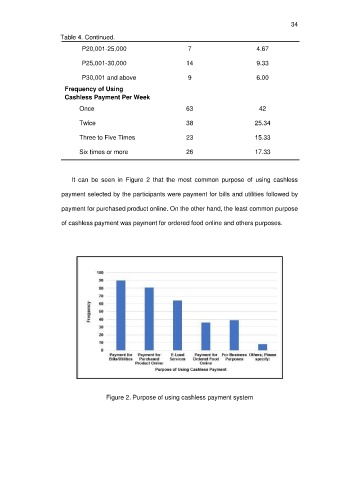 34
Table 4. Continued.
P20,001-25,000 7 4.67
P25,001-30,000 14 9.33
P30,001 and above 9 6.00
Frequency of Using
Cashless Payment Per Week
Once 63 42
Twice 38 25.34
Three to Five Times 23 15.33
Six times or more 26 17.33
It can be seen in Figure 2 that the most common purpose of using cashless
payment selected by the participants were payment for bills and utilities followed by
payment for purchased product online. On the other hand, the least common purpose
of cashless payment was payment for ordered food online and others purposes.
100
90
80
70
60
50
40
30
20
10
0
Frequency
Payment for Bills/Utilities
Payment for Purchased Product Online
E-Load Services
Payment for Ordered Food Online
For Business Purposes
Others, Please specify:
Purpose of Using Cashless Payment
Figure 2. Purpose of using cashless payment system